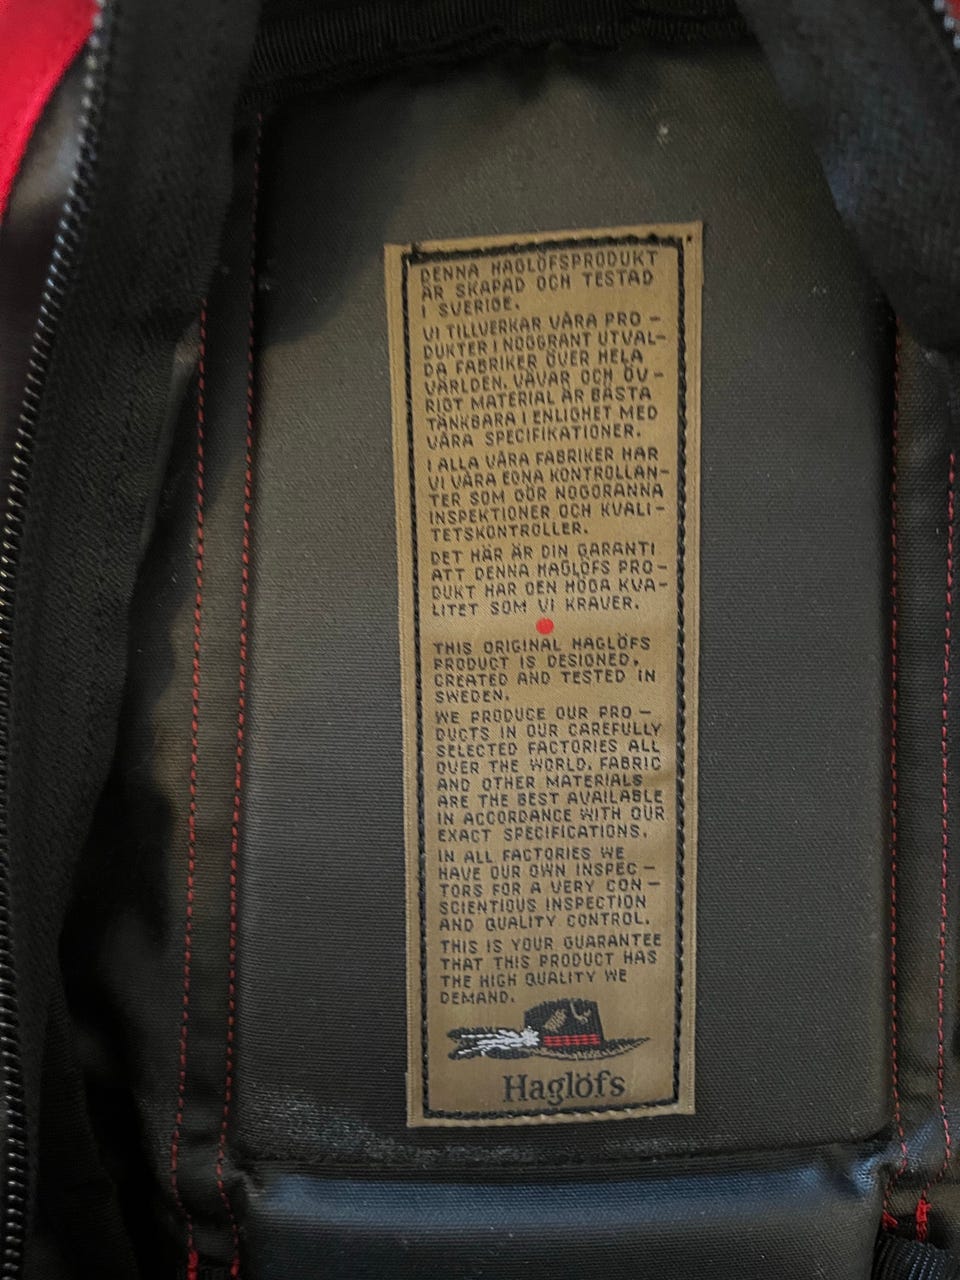 DENNA HAGLÖFSPRODUKT
ÄR SKAPAD OCH TESTAD
I SVERIGE.
VI TILLVERKAR VÅRA PRO –
DUKTER I NOGGRANT UTVAL–
DA FABRIKER ÖVER HELA
VÄRLDEN. VÄVAR OCH ÖV –
RIGT MATERIAL ÄR BÄSTA
TÄNKBARA I ENLIGHET MED
VÅRA SPECIFIKATIONER.
I ALLA VÅRA FABRIKER HAR
VI VÅRA EGNA KONTROLLAN–
TER SOM GÖR NOGGRANNA
INSPEKTIONER OCH KVALI –
TETSKONTROLLER.
DET HÄR ÄR DIN GARANTI
ATT DENNA HAGLÖFS PRO –
DUKT HAR DEN HÖGA KVA–
LITET SOM VI KRAVER.
THIS ORIGINAL HAGLÖFS
PRODUCT IS DESIGNED,
CREATED AND TESTED IN
SWEDEN.
WE PRODUCE OUR PRO –
DUCTS IN OUR CAREFULLY
SELECTED FACTORIES ALL
OVER THE WORLD. FABRIC
AND OTHER MATERIALS
ARE THE BEST AVAILABLE
IN ACCORDANCE WITH OUR
EXACT SPECIFICATIONS.
IN ALL FACTORIES WE
HAVE OUR OWN INSPEC –
TORS FOR A VERY CON –
SCIENTIOUS INSPECTION
AND QUALITY CONTROL.
THIS IS YOUR GUARANTEE
THAT THIS PRODUCT HAS
THE HIGH QUALITY WE
DEMAND.
Haglöfs